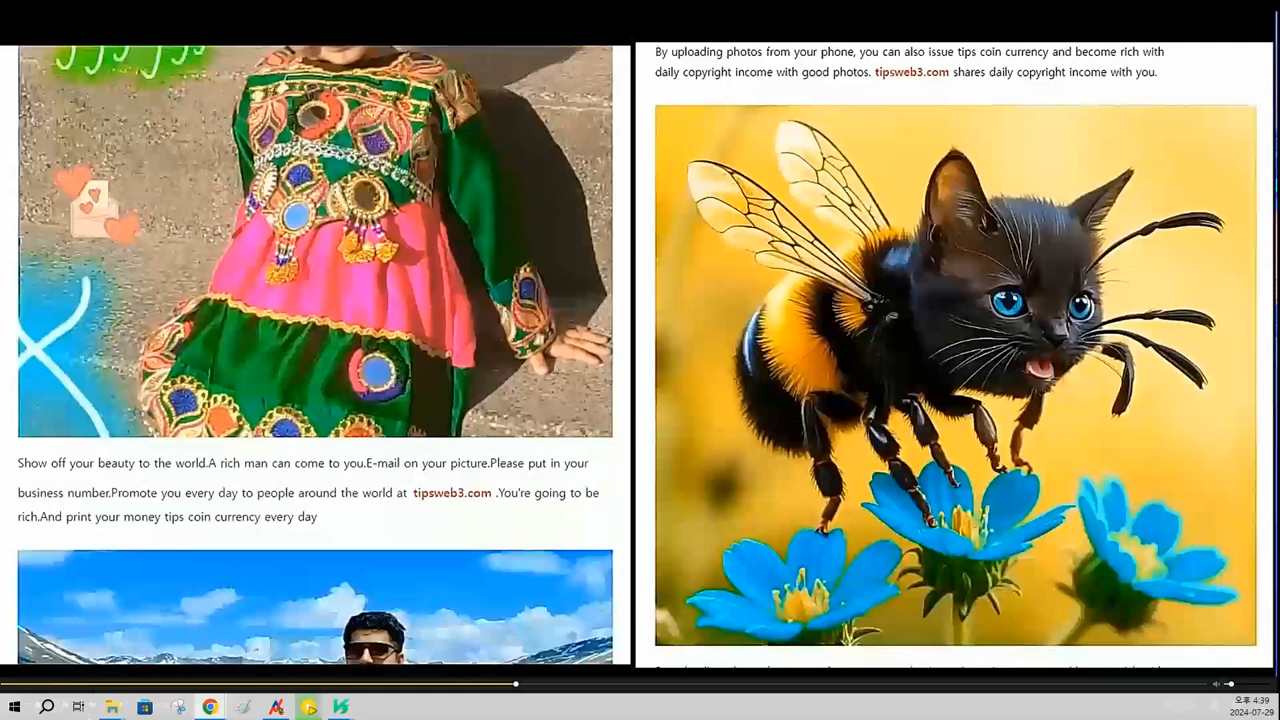 Show off your beauty to the world.A rich man can come to you.E-mail on your picture.Please put in your
business number.Promote you every day to people around the world at tipsweb3.com .You're going to be
rich.And print your money tips coin currency every day
By uploading photos from your phone, you can also issue tips coin currency and become rich with
daily copyright income with good photos. tipsweb3.com shares daily copyright income with you.
오후 4:39
2024-07-29